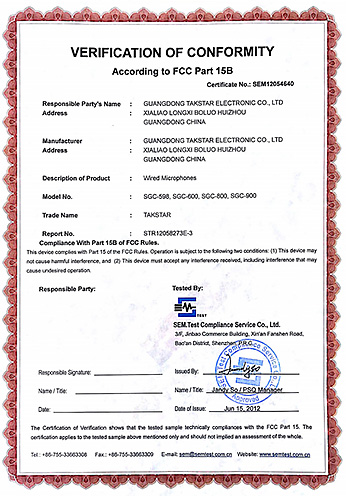 VERIFICATION OF CONFORMITY
According to FCC Part 15B
Certificate No.: SEM12054640
Responsible Party's Name : GUANGDONG TAKSTAR ELECTRONIC CO., LTD
Address : XIALIAO LONGXI BOLUO HUIZHOU
GUANGDONG CHINA
Manufacturer : GUANGDONG TAKSTAR ELECTRONIC CO., LTD
Address : XIALIAO LONGXI BOLUO HUIZHOU
GUANGDONG CHINA
Description of Product : Wired Microphones
Model No. : SGC-598, SGC-600, SGC-800, SGC-900
Trade Name : TAKSTAR
Report No. : STR12058273E-3
Compliance With Part 15B of FCC Rules.
This device complies with Part 15 of the FCC Rules. Operation is subject to the following two conditions: (1) This device may
not cause harmful interference, and (2) This device must accept any interference received, including interference that may
cause undesired operation.
Responsible Party: Tested By:
TEST
SEM.Test Compliance Service Co., Ltd.
3/F, Jinbao Commerce Building, Xin'an Fanshen Road,
Bao'an District, Shenzhen, P.R.C.
Responsible Signature: Issued By:
Name / Title: Name / Title: Jandy So / PSQ Manager
Date: Date of Issue: Jun 15, 2012
SEM.Test Compliance Service Co., Ltd.
Approved
The Certification of Verification shows that the tested sample technically compliances with the FCC Part 15. The
certification applies to the tested sample above mentioned only and should not implied an assessment of the whole.
Tel.: +86-755-33663308 Fax.: +86-755-33663309 E-mail: sem@semtest.com.cn Website: www.semtest.com.cn